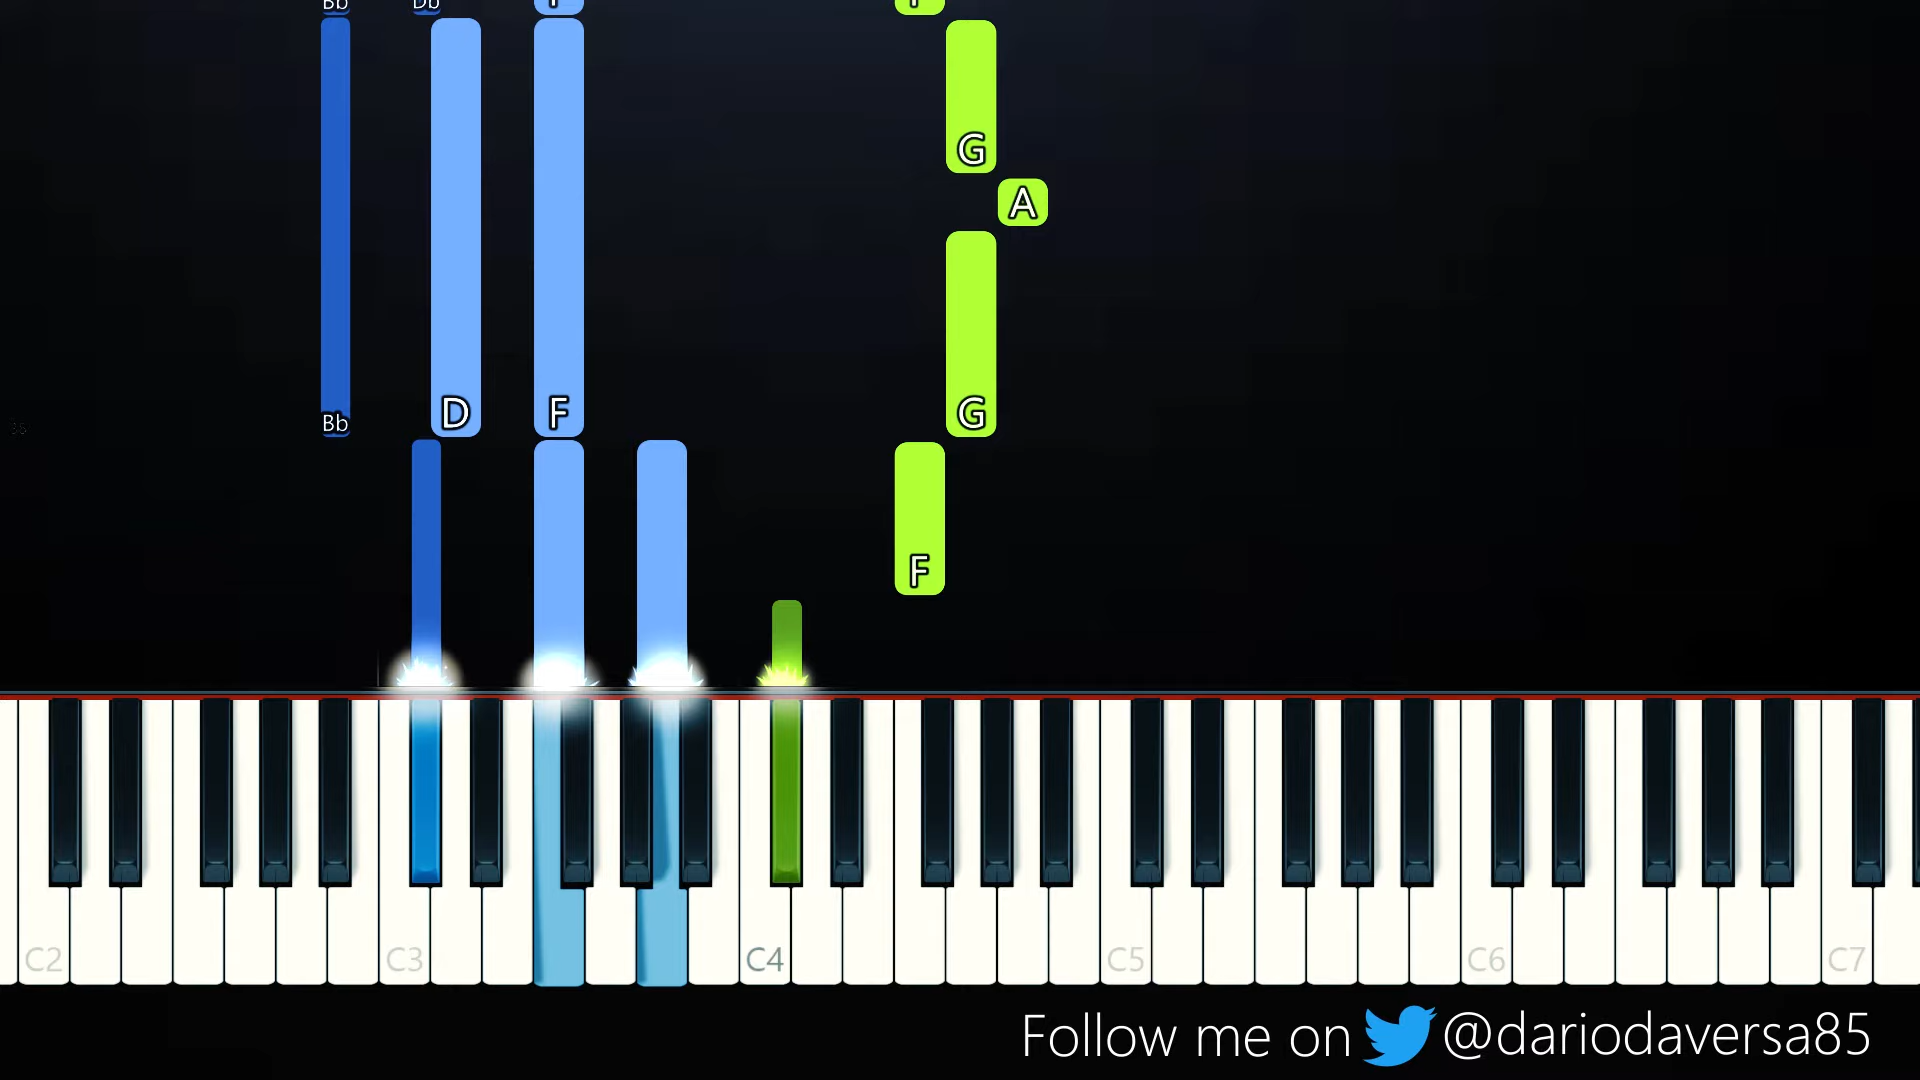 Bb Db F F
G
A
Bb D F G
F
C2 C3 C4 C5 C6 C7
Follow me on @dariodaversa85